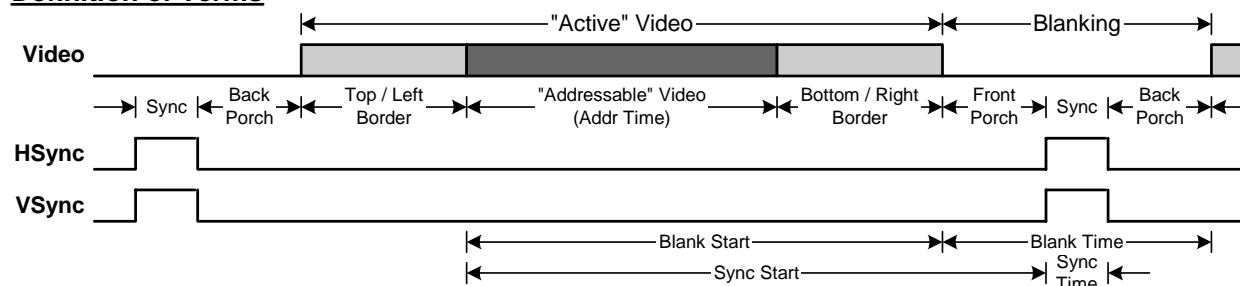 Definition of Terms
"Active" Video
Blanking
Video
Sync
Back Porch
Top / Left Border
"Addressable" Video (Addr Time)
Bottom / Right Border
Front Porch
Sync
Back Porch
HSync
VSync
Blank Start
Blank Time
Sync Start
Sync Time